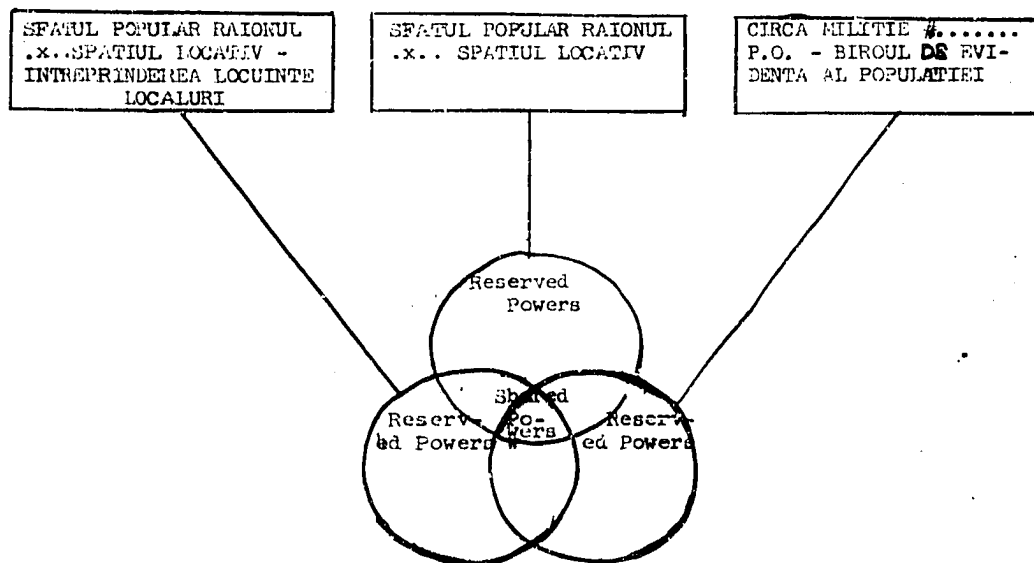 SFATUL POPULAR RAIONUL
.x..SPATIUL LOCATIV -
INTREPRINDEREA LOCUINTE
LOCALURI
SFATUL POPULAR RAIONUL
.x.. SPATIUL LOCATIV
CIRCA MILITIE #.......
P.O. - BIROUL DE EVI-
DENTA AL POPULATIEI
Reserved
Powers
Shared
Po-
wers
Reserv-
ed Powers
Reserv-
ed Powers